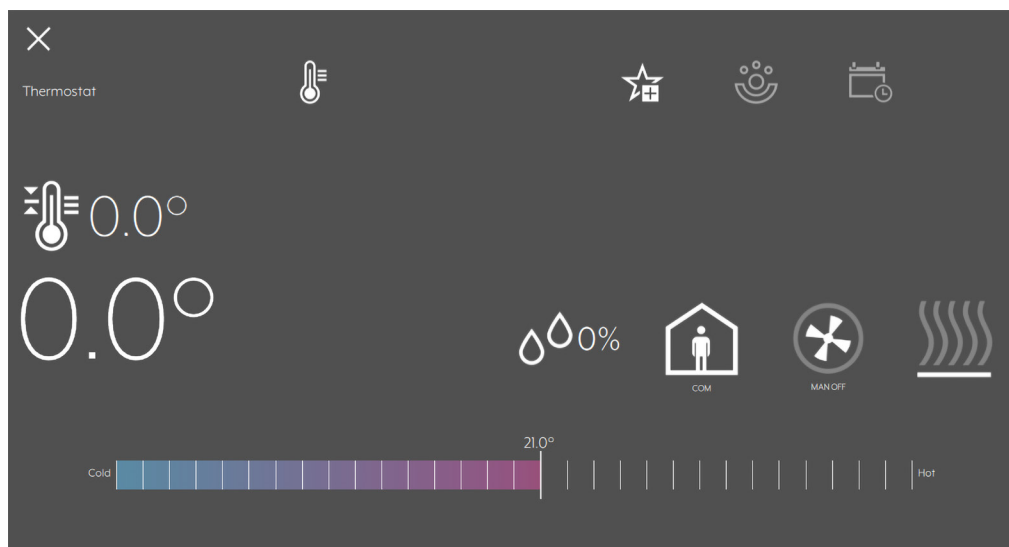 Thermostat
0.0°
0.0°
0%
COM
MAN OFF
21.0°
Cold
Hot